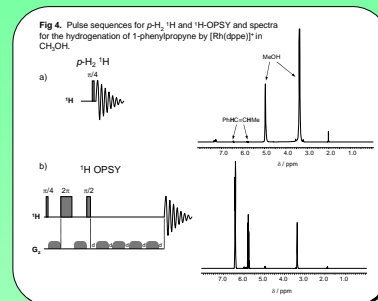 Fig 4. Pulse sequences for p-H₂ ¹H and ¹H-OPSY and spectra
for the hydrogenation of 1-phenylpropyne by [Rh(dppe)]⁺ in
CH₃OH.
a)
p-H₂ ¹H
π/4
¹H
MeOH
PhHC=CHMe
7.0 6.0 5.0 4.0 3.0 2.0 1.0
δ / ppm
b)
¹H OPSY
π/4 2π π/2
¹H
G₂
d d d d d
7.0 6.0 5.0 4.0 3.0 2.0 1.0
δ / ppm